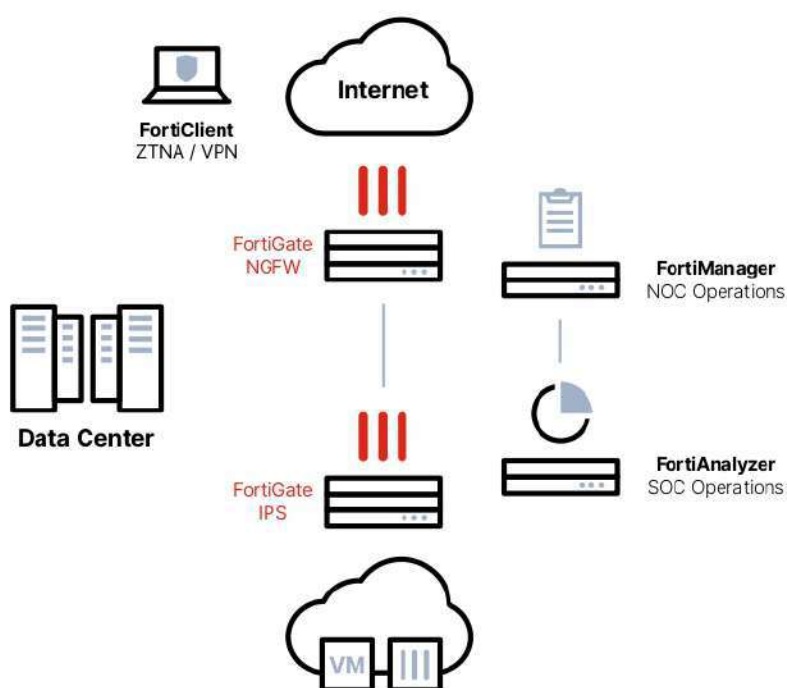 Internet
FortiClient
ZTNA / VPN
FortiGate
NGFW
FortiManager
NOC Operations
Data Center
FortiGate
IPS
FortiAnalyzer
SOC Operations
VM